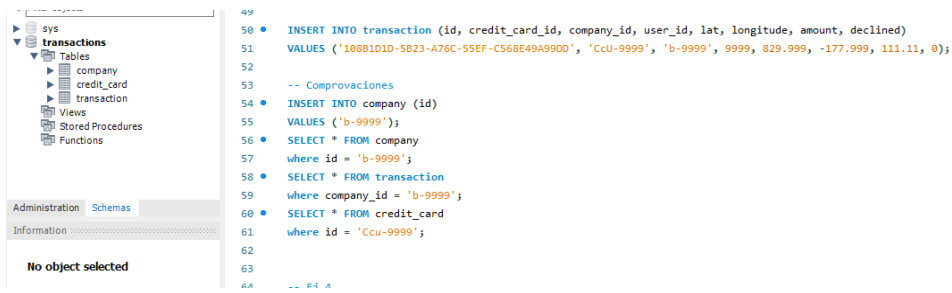 sys
transactions
Tables
company
credit_card
transaction
Views
Stored Procedures
Functions
Administration Schemas
Information
No object selected
49
50 INSERT INTO transaction (id, credit_card_id, company_id, user_id, lat, longitude, amount, declined)
51 VALUES ('108B1D1D-5B23-A76C-55EF-C568E49A99DD', 'CcU-9999', 'b-9999', 9999, 829.999, -177.999, 111.11, 0);
52
53 -- Comprovaciones
54 INSERT INTO company (id)
55 VALUES ('b-9999');
56 SELECT * FROM company
57 where id = 'b-9999';
58 SELECT * FROM transaction
59 where company_id = 'b-9999';
60 SELECT * FROM credit_card
61 where id = 'Ccu-9999';
62
63
64 -- Ej 4